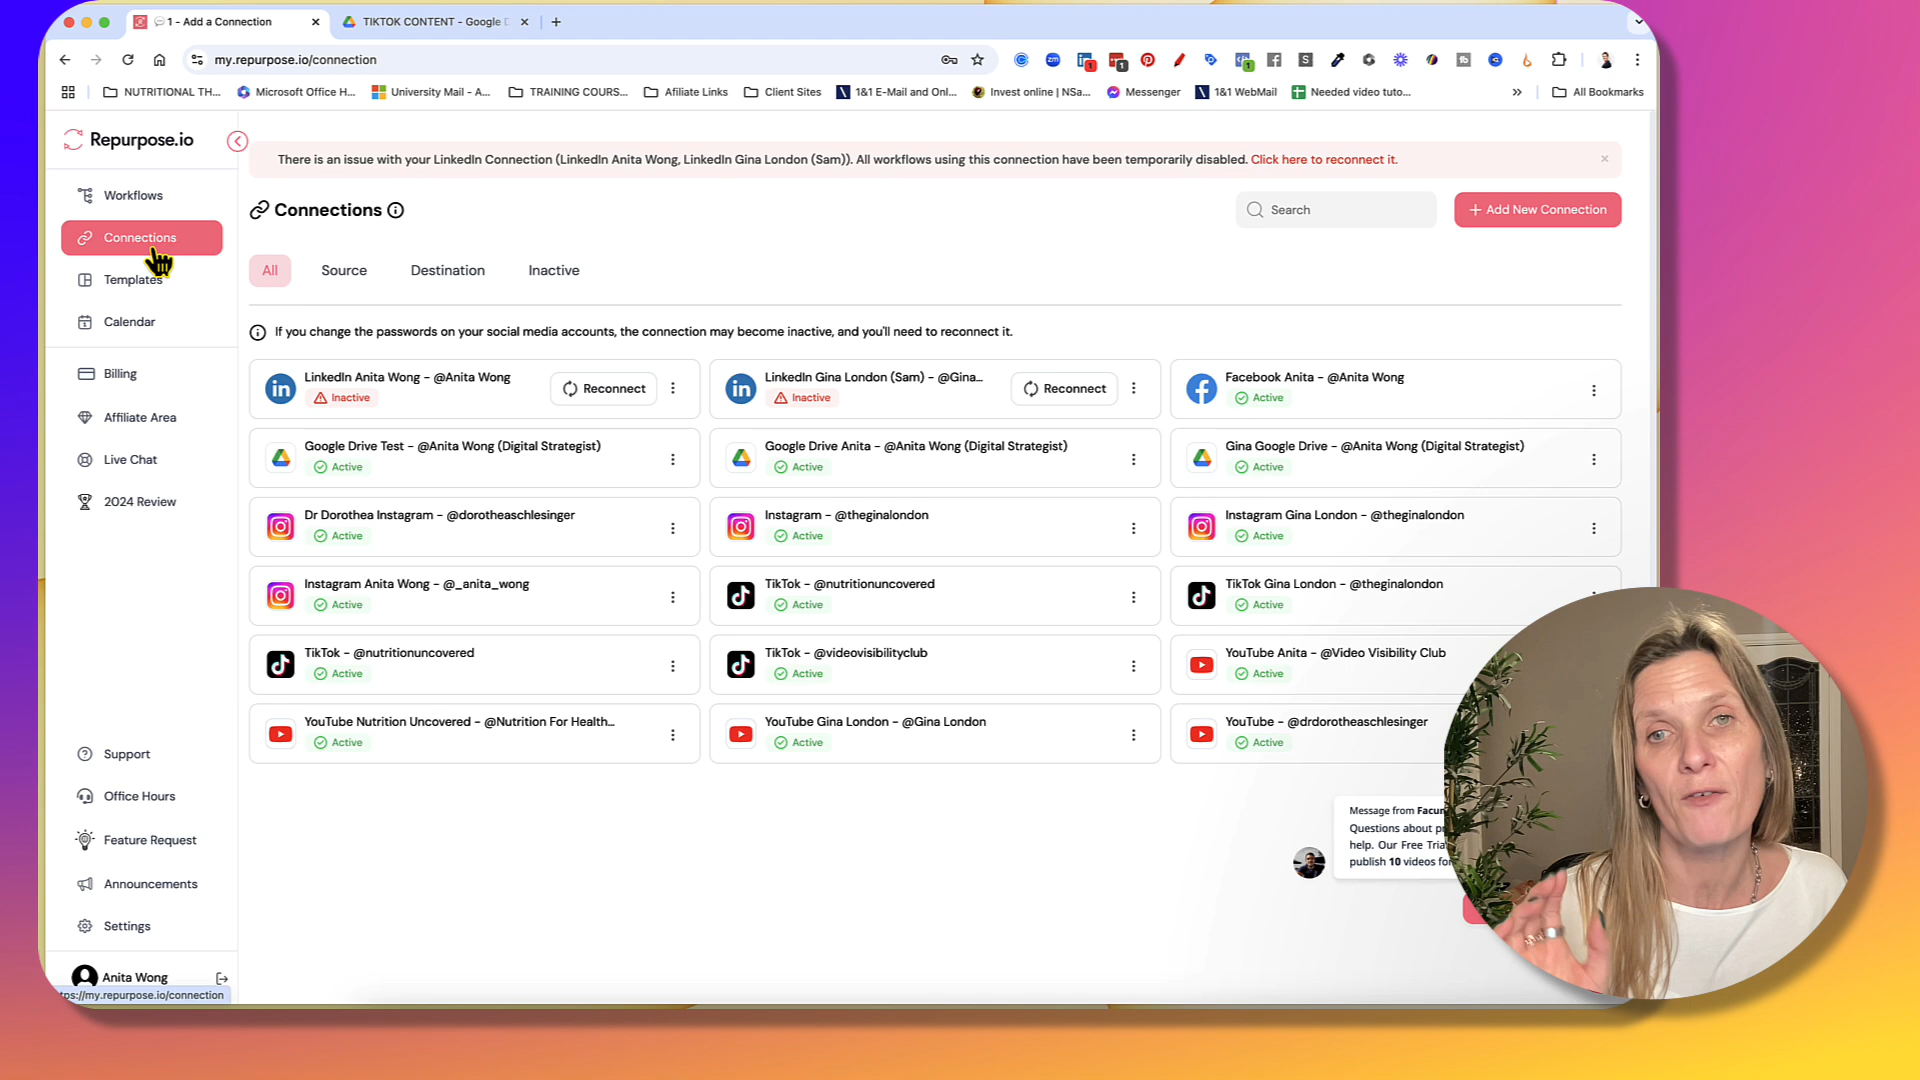 1 - Add a Connection
TIKTOK CONTENT - Google D
my.repurpose.io/connection
NUTRITIONAL TH...
Microsoft Office H...
University Mail - A...
TRAINING COURS...
Afiliate Links
Client Sites
1&1 E-Mail and Onl...
Invest online | NSa...
Messenger
1&1 WebMail
Needed video tuto...
All Bookmarks
Repurpose.io
There is an issue with your LinkedIn Connection (LinkedIn Anita Wong, LinkedIn Gina London (Sam)). All workflows using this connection have been temporarily disabled. Click here to reconnect it.
Workflows
Connections
Templates
Calendar
Billing
Affiliate Area
Live Chat
2024 Review
Support
Office Hours
Feature Request
Announcements
Settings
Anita Wong
tps://my.repurpose.io/connection
Connections
Search
+ Add New Connection
All
Source
Destination
Inactive
If you change the passwords on your social media accounts, the connection may become inactive, and you'll need to reconnect it.
LinkedIn Anita Wong - @Anita Wong
Inactive
Reconnect
LinkedIn Gina London (Sam) - @Gina...
Inactive
Reconnect
Facebook Anita - @Anita Wong
Active
Google Drive Test - @Anita Wong (Digital Strategist)
Active
Google Drive Anita - @Anita Wong (Digital Strategist)
Active
Gina Google Drive - @Anita Wong (Digital Strategist)
Active
Dr Dorothea Instagram - @dorotheaschlesinger
Active
Instagram - @theginalondon
Active
Instagram Gina London - @theginalondon
Active
Instagram Anita Wong - @_anita_wong
Active
TikTok - @nutritionuncovered
Active
TikTok Gina London - @theginalondon
Active
TikTok - @nutritionuncovered
Active
TikTok - @videovisibilityclub
Active
YouTube Anita - @Video Visibility Club
Active
YouTube Nutrition Uncovered - @Nutrition For Health...
Active
YouTube Gina London - @Gina London
Active
YouTube - @drdorotheaschlesinger
Active
Message from Facun
Questions about pr
help. Our Free Tria
publish 10 videos fo